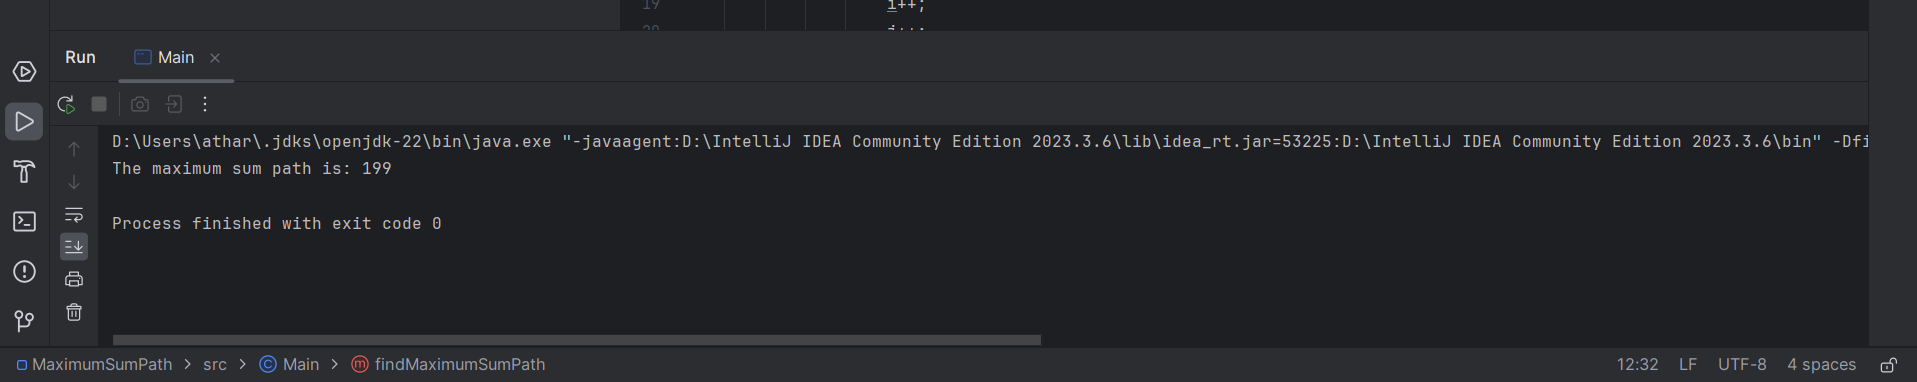 19
i++;
20
Run Main
D:\Users\athar\.jdks\openjdk-22\bin\java.exe "-javaagent:D:\IntelliJ IDEA Community Edition 2023.3.6\lib\idea_rt.jar=53225:D:\IntelliJ IDEA Community Edition 2023.3.6\bin" -Dfi
The maximum sum path is: 199
Process finished with exit code 0
MaximumSumPath > src > Main > findMaximumSumPath 12:32 LF UTF-8 4 spaces